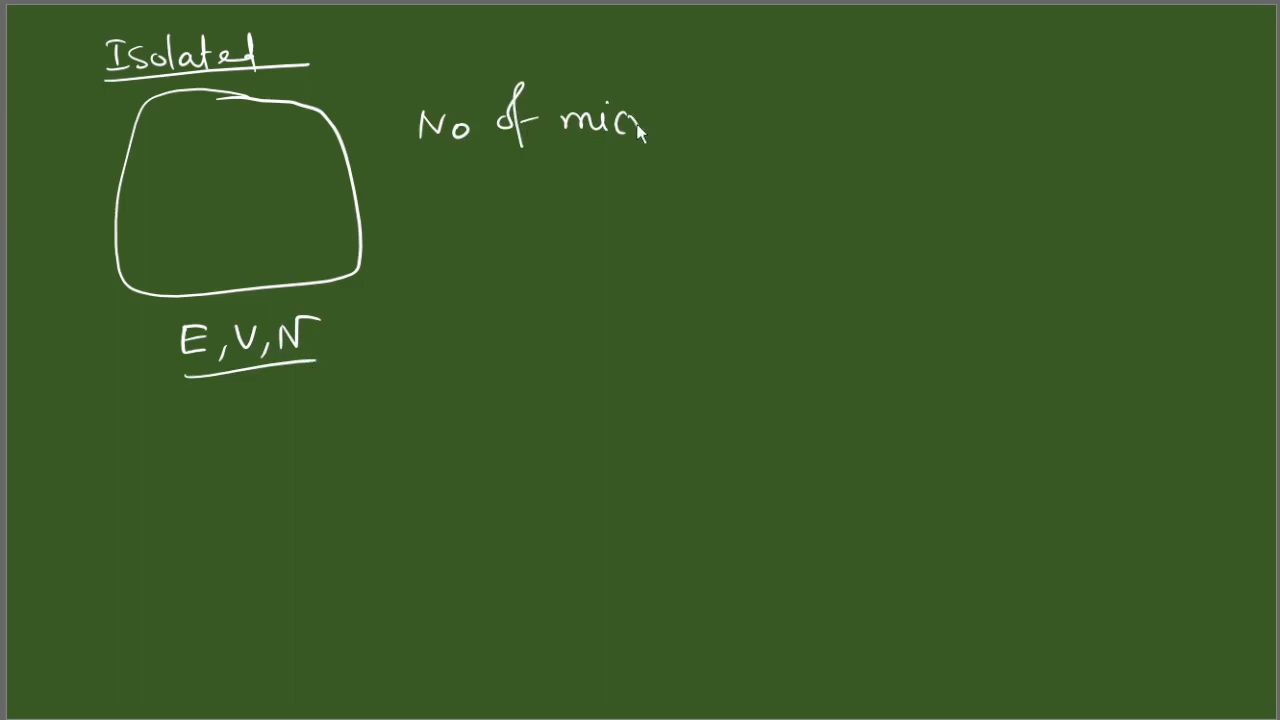 Isolated
No of mic
E, V, N